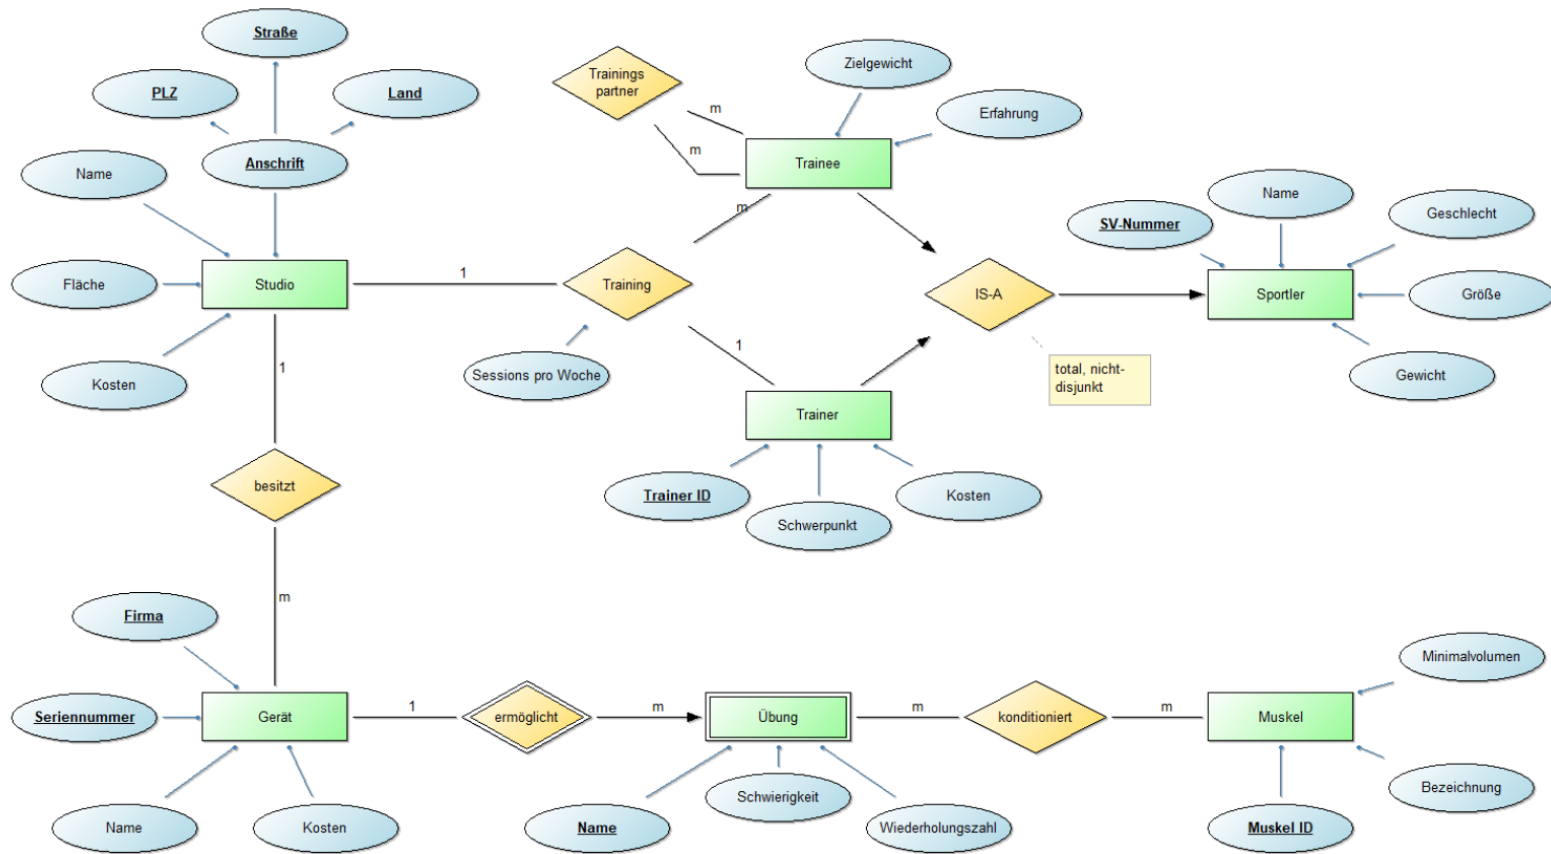 Straße
PLZ
Land
Anschrift
Name
Fläche
Studio
Kosten
1
Trainings
partner
m
m
Zielgewicht
Erfahrung
Trainee
m
1
Training
Sessions pro Woche
1
IS-A
total, nicht-
disjunkt
SV-Nummer
Name
Geschlecht
Sportler
Größe
Gewicht
Trainer
Trainer ID
Schwerpunkt
Kosten
besitzt
m
Firma
Seriennummer
Gerät
Name
Kosten
1
ermöglicht
m
Übung
Name
Schwierigkeit
Wiederholungszahl
m
konditioniert
m
Muskel
Minimalvolumen
Bezeichnung
Muskel ID